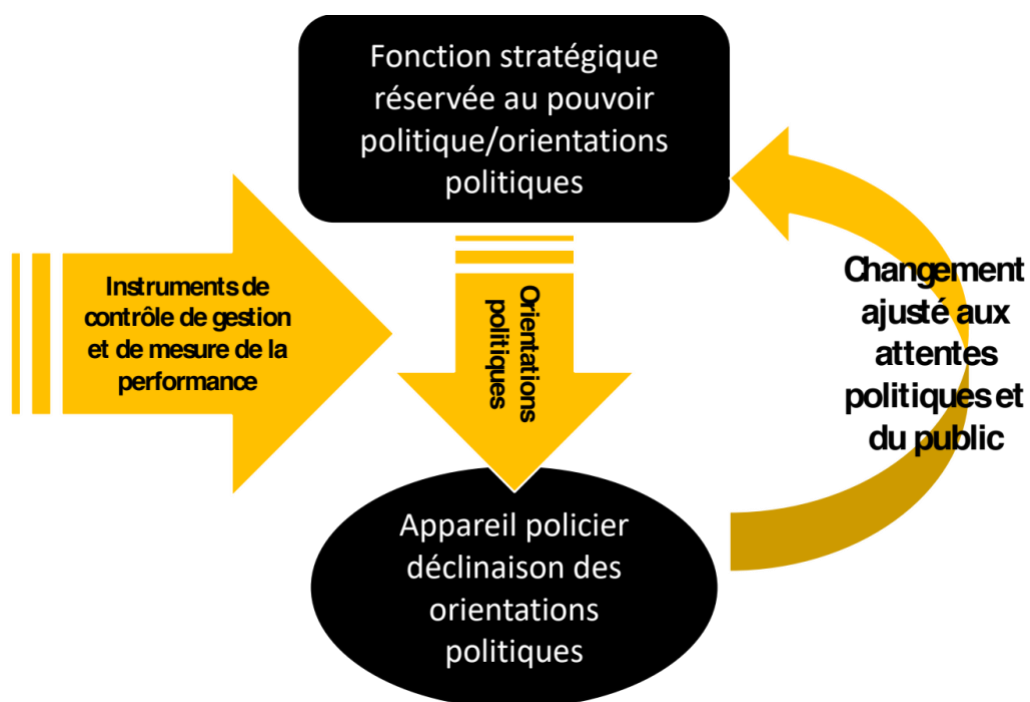 Fonction stratégique
réservée au pouvoir
politique/orientations
politiques
Instruments de
contrôle de gestion
et de mesure de la
performance
Orientations
politiques
Changement
ajusté aux
attentes
politiques et
du public
Appareil policier
déclinaison des
orientations
politiques